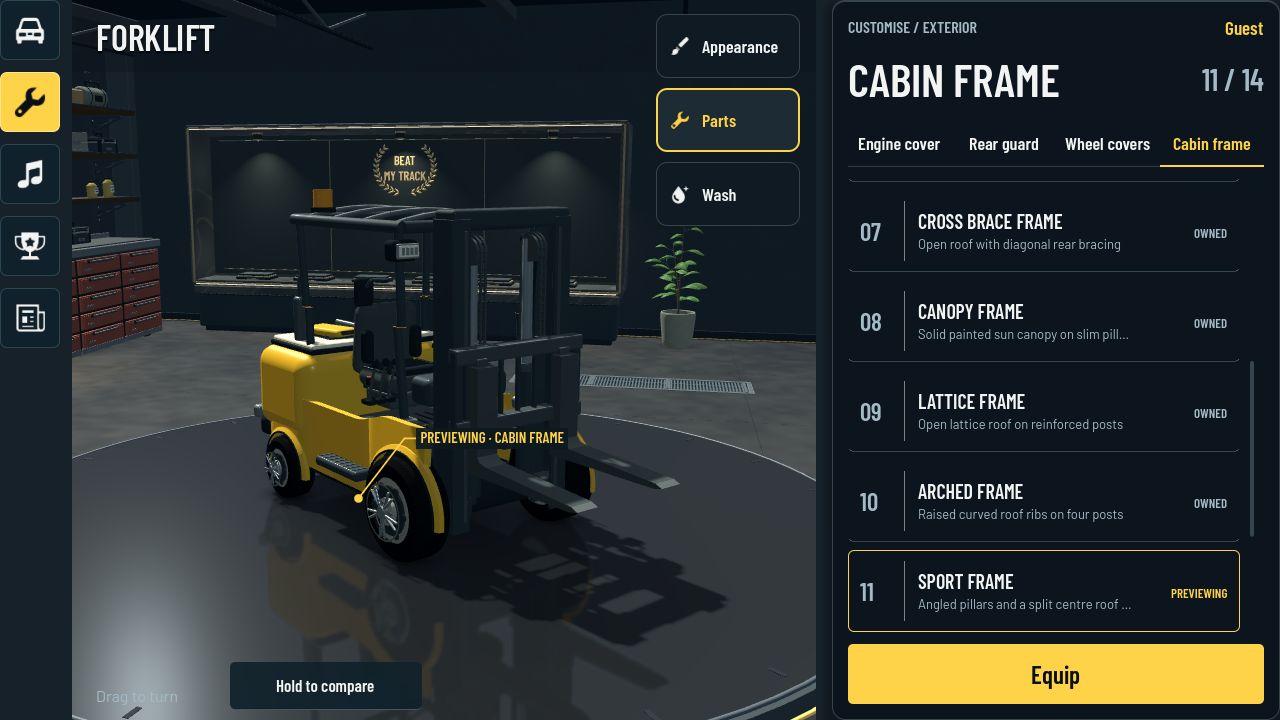 FORKLIFT
BEAT
MY TRACK
Appearance
Parts
Wash
PREVIEWING · CABIN FRAME
Drag to turn
Hold to compare
CUSTOMISE / EXTERIOR
Guest
CABIN FRAME
11 / 14
Engine cover
Rear guard
Wheel covers
Cabin frame
07
CROSS BRACE FRAME
Open roof with diagonal rear bracing
OWNED
08
CANOPY FRAME
Solid painted sun canopy on slim pill...
OWNED
09
LATTICE FRAME
Open lattice roof on reinforced posts
OWNED
10
ARCHED FRAME
Raised curved roof ribs on four posts
OWNED
11
SPORT FRAME
Angled pillars and a split centre roof ...
PREVIEWING
Equip